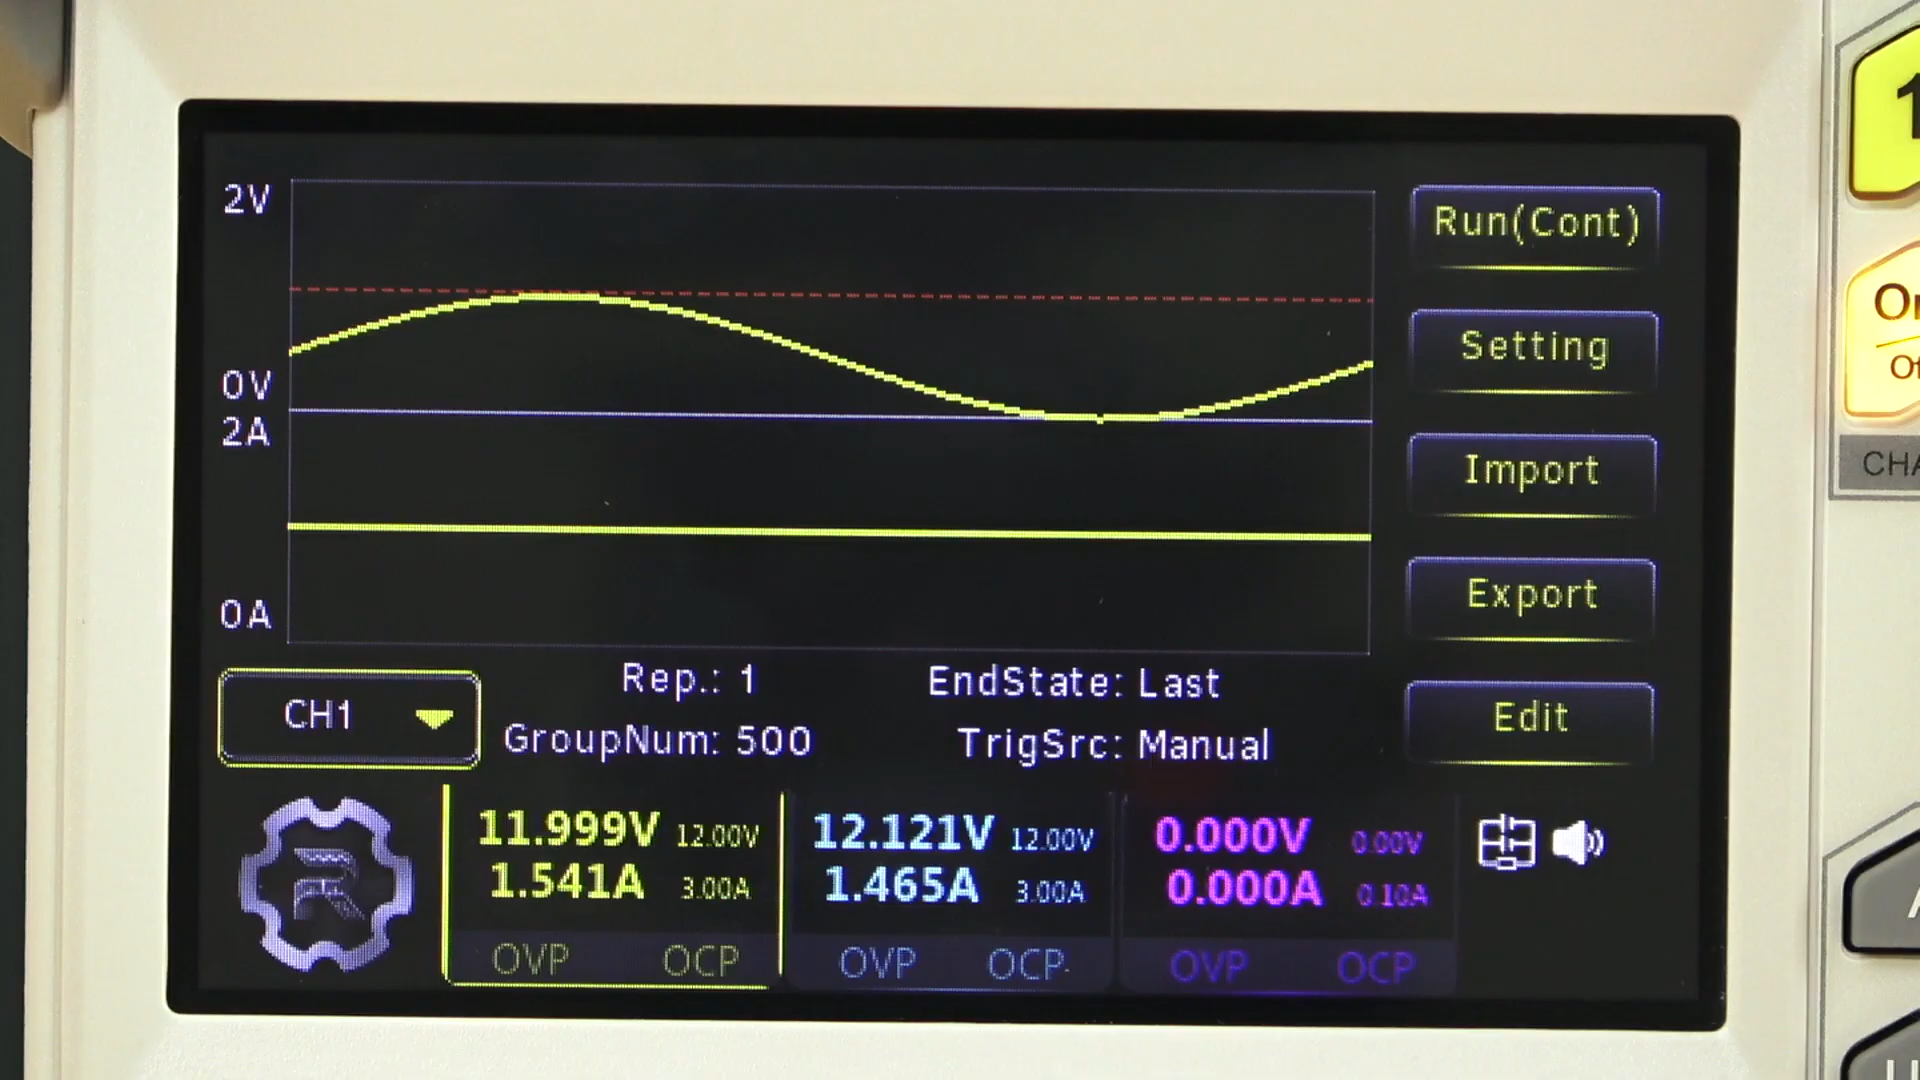 2V
0V
2A
0A
Run(Cont)
Setting
Import
Export
Edit
CH1
Rep.: 1
GroupNum: 500
EndState: Last
TrigSrc: Manual
11.999V 12.00V
1.541A 3.00A
OVP OCP
12.121V 12.00V
1.465A 3.00A
OVP OCP
0.000V 0.00V
0.000A 0.10A
OVP OCP
R
1